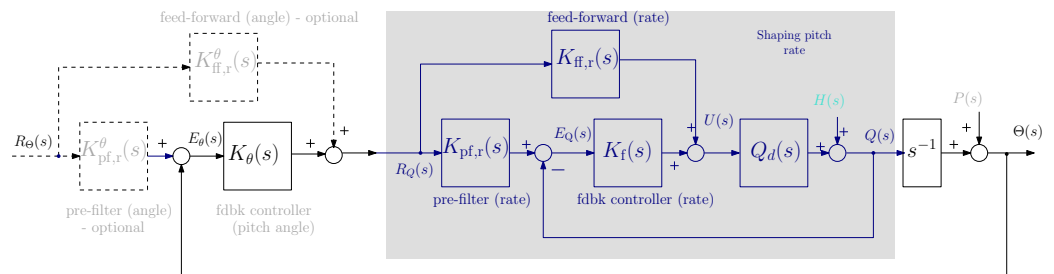 feed-forward (angle) - optional
feed-forward (rate)
Shaping pitch
rate
K^θ_ff,r(s)
K_ff,r(s)
R_Θ(s)
K^θ_pf,r(s)
+
E_θ(s)
K_θ(s)
+
+
R_Q(s)
K_pf,r(s)
+
−
E_Q(s)
K_f(s)
+
+
U(s)
Q_d(s)
+
H(s)
+
Q(s)
s^−1
+
P(s)
+
Θ(s)
pre-filter (angle)
- optional
fdbk controller
(pitch angle)
pre-filter (rate)
fdbk controller (rate)